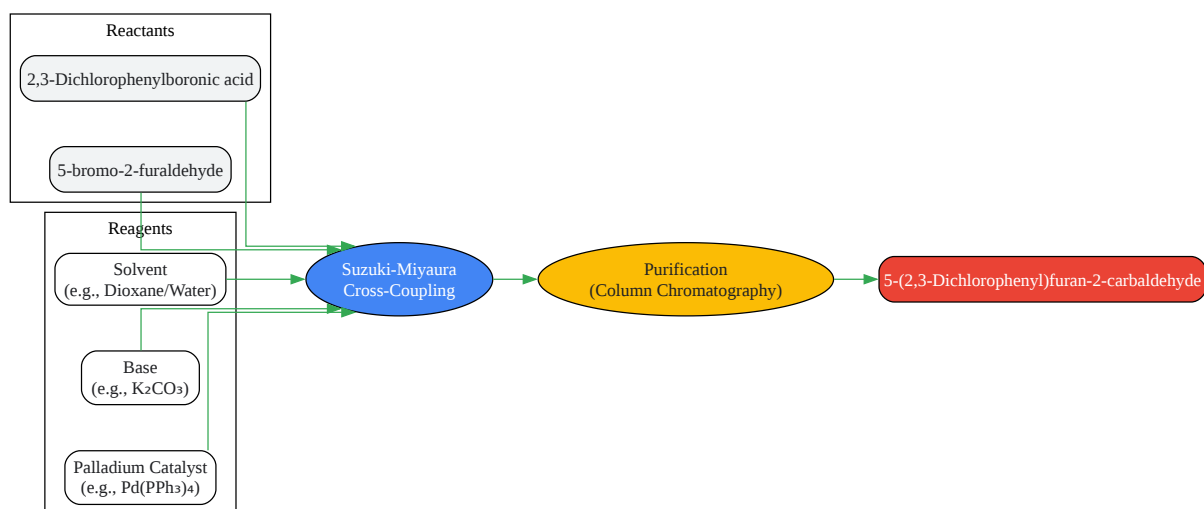 Reactants
2,3-Dichlorophenylboronic acid
5-bromo-2-furaldehyde
Reagents
Solvent
(e.g., Dioxane/Water)
Base
(e.g., K₂CO₃)
Palladium Catalyst
(e.g., Pd(PPh₃)₄)
Suzuki-Miyaura
Cross-Coupling
Purification
(Column Chromatography)
5-(2,3-Dichlorophenyl)furan-2-carbaldehyde